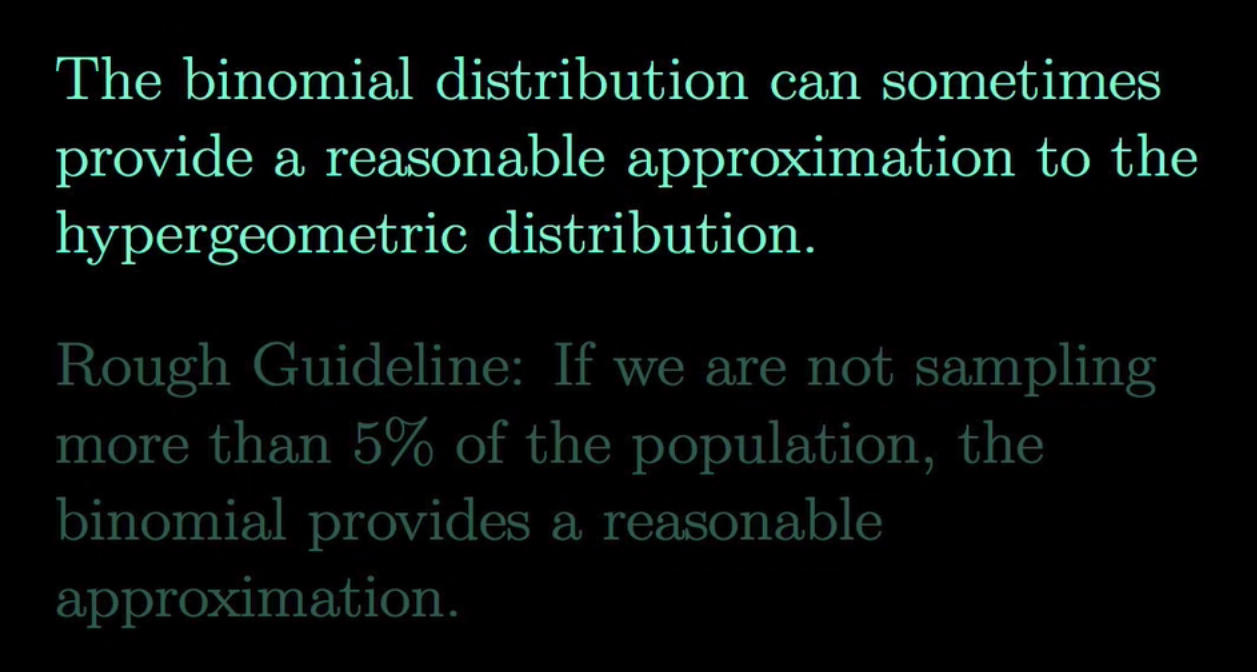 The binomial distribution can sometimes
provide a reasonable approximation to the
hypergeometric distribution.
Rough Guideline: If we are not sampling
more than 5% of the population, the
binomial provides a reasonable
approximation.